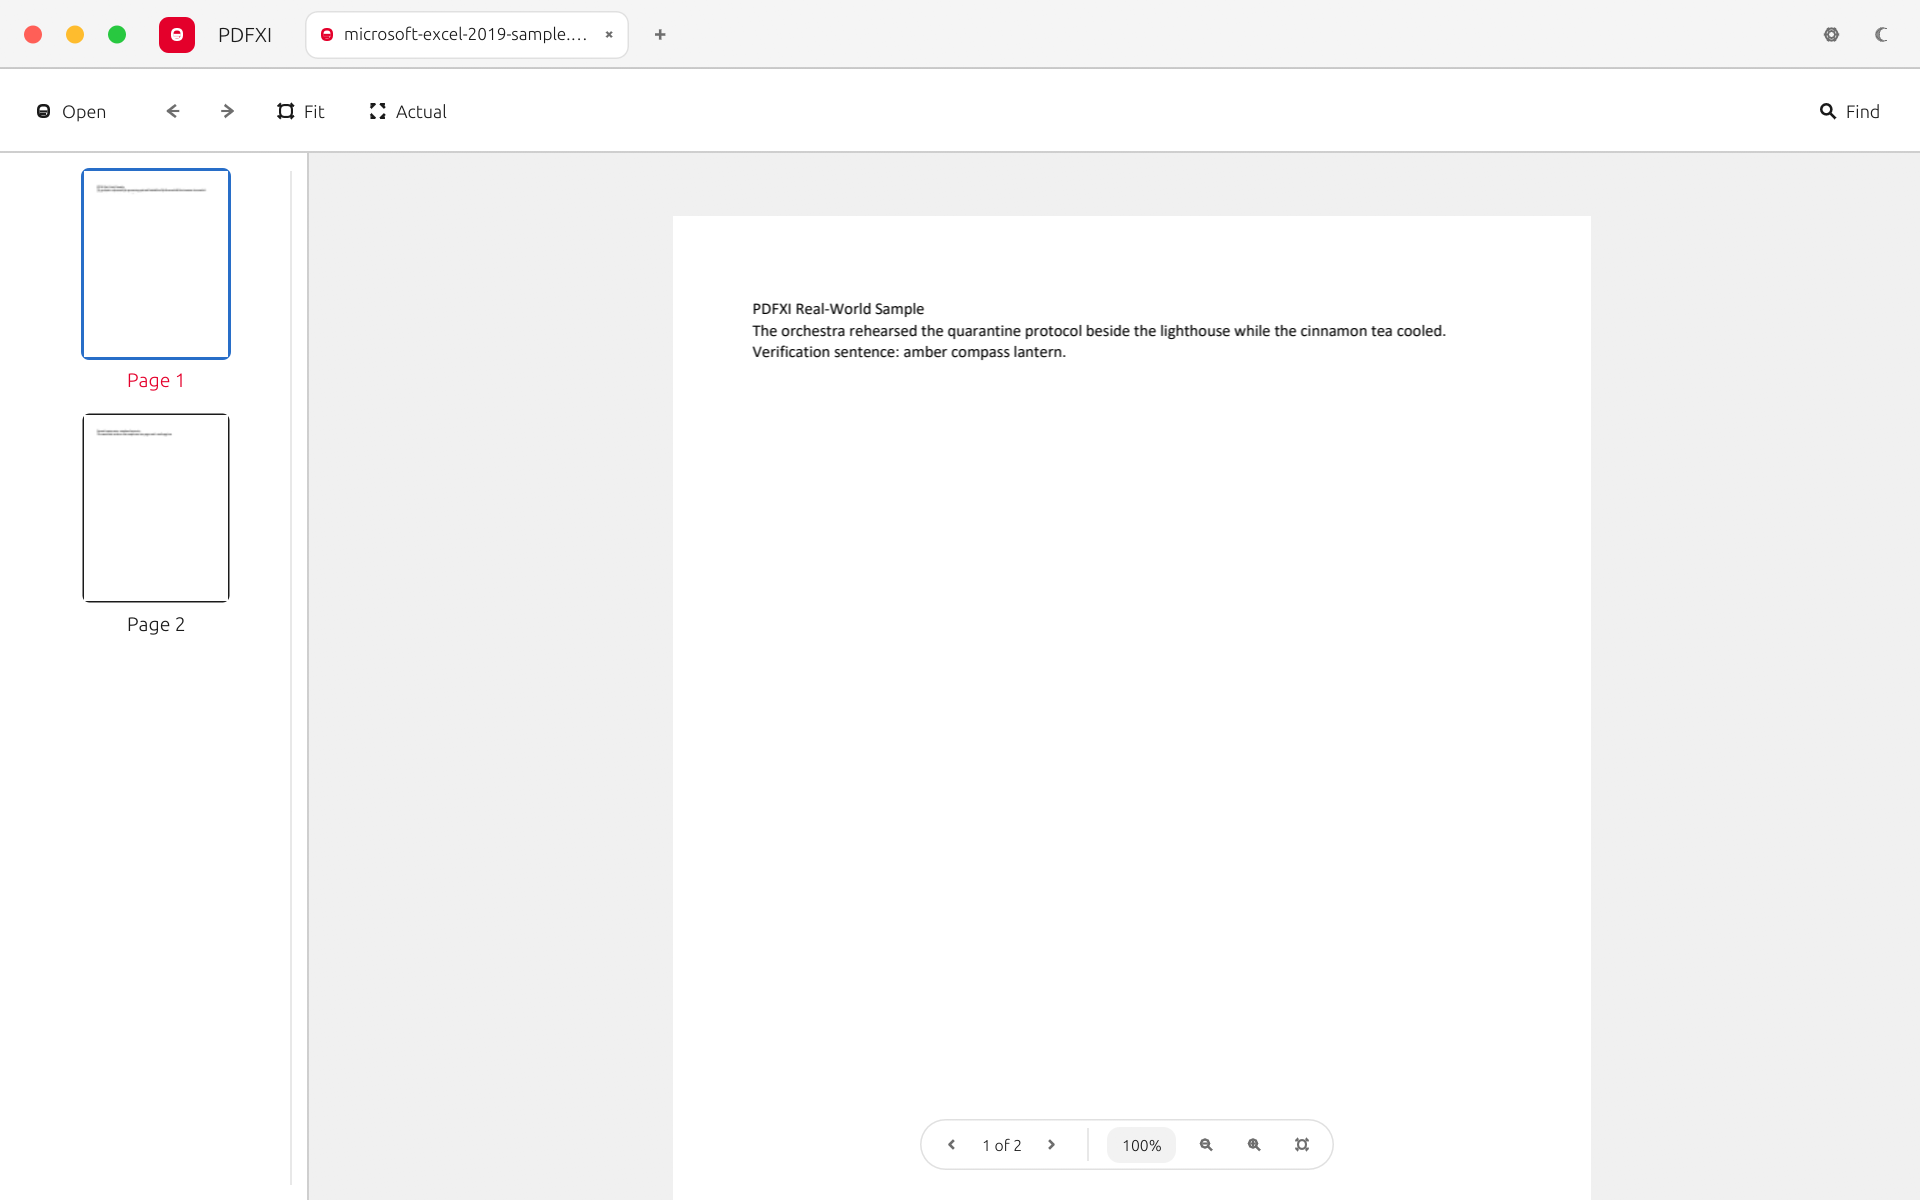 PDFXI
microsoft-excel-2019-sample....
Open
Fit
Actual
Find
Page 1
Page 2
PDFXI Real-World Sample
The orchestra rehearsed the quarantine protocol beside the lighthouse while the cinnamon tea cooled.
Verification sentence: amber compass lantern.
1 of 2
100%